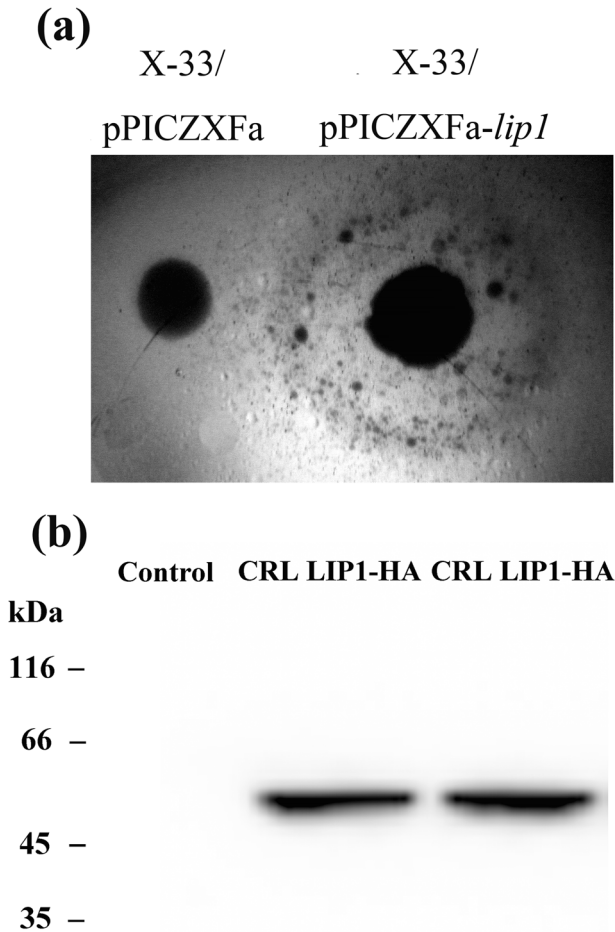 (a)
X-33/ X-33/
pPICZXFa pPICZXFa-lip1
(b)
Control CRL LIP1-HA CRL LIP1-HA
kDa
116 –
66 –
45 –
35 –